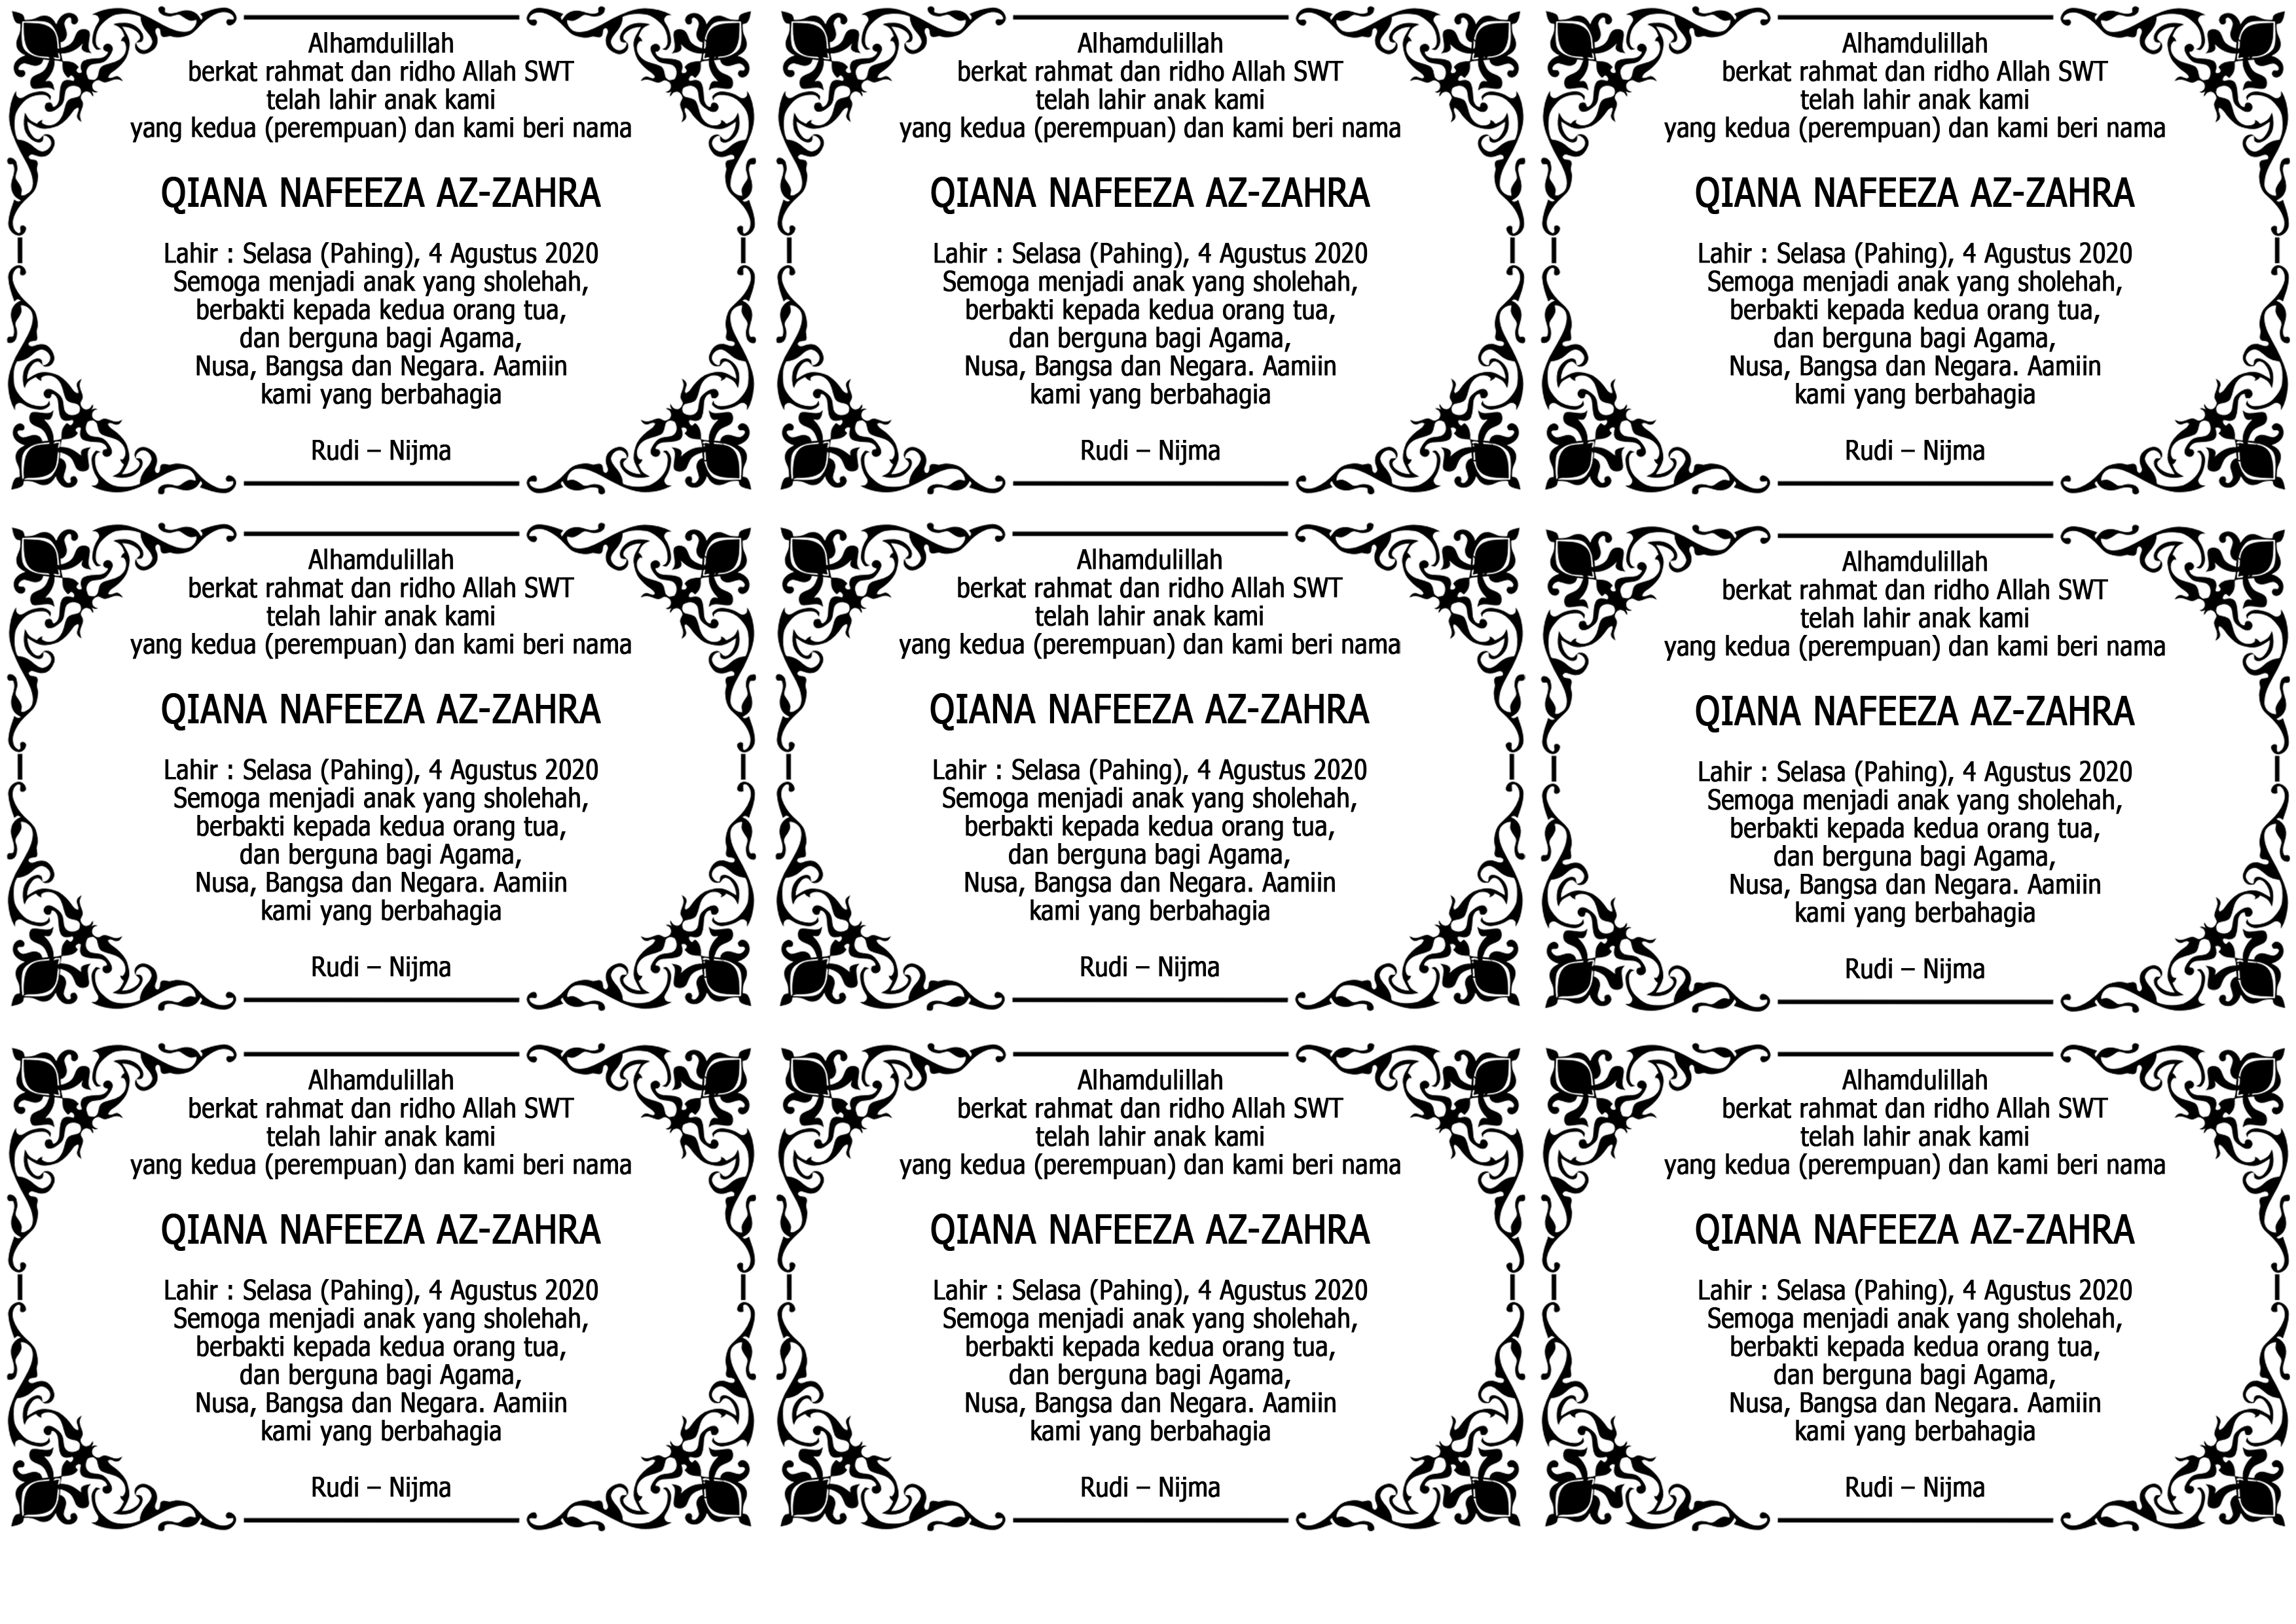 Alhamdulillah
berkat rahmat dan ridho Allah SWT
telah lahir anak kami
yang kedua (perempuan) dan kami beri nama
QIANA NAFEEZA AZ-ZAHRA
Lahir : Selasa (Pahing), 4 Agustus 2020
Semoga menjadi anak yang sholehah,
berbakti kepada kedua orang tua,
dan berguna bagi Agama,
Nusa, Bangsa dan Negara. Aamiin
kami yang berbahagia
Rudi – Nijma
Alhamdulillah
berkat rahmat dan ridho Allah SWT
telah lahir anak kami
yang kedua (perempuan) dan kami beri nama
QIANA NAFEEZA AZ-ZAHRA
Lahir : Selasa (Pahing), 4 Agustus 2020
Semoga menjadi anak yang sholehah,
berbakti kepada kedua orang tua,
dan berguna bagi Agama,
Nusa, Bangsa dan Negara. Aamiin
kami yang berbahagia
Rudi – Nijma
Alhamdulillah
berkat rahmat dan ridho Allah SWT
telah lahir anak kami
yang kedua (perempuan) dan kami beri nama
QIANA NAFEEZA AZ-ZAHRA
Lahir : Selasa (Pahing), 4 Agustus 2020
Semoga menjadi anak yang sholehah,
berbakti kepada kedua orang tua,
dan berguna bagi Agama,
Nusa, Bangsa dan Negara. Aamiin
kami yang berbahagia
Rudi – Nijma
Alhamdulillah
berkat rahmat dan ridho Allah SWT
telah lahir anak kami
yang kedua (perempuan) dan kami beri nama
QIANA NAFEEZA AZ-ZAHRA
Lahir : Selasa (Pahing), 4 Agustus 2020
Semoga menjadi anak yang sholehah,
berbakti kepada kedua orang tua,
dan berguna bagi Agama,
Nusa, Bangsa dan Negara. Aamiin
kami yang berbahagia
Rudi – Nijma
Alhamdulillah
berkat rahmat dan ridho Allah SWT
telah lahir anak kami
yang kedua (perempuan) dan kami beri nama
QIANA NAFEEZA AZ-ZAHRA
Lahir : Selasa (Pahing), 4 Agustus 2020
Semoga menjadi anak yang sholehah,
berbakti kepada kedua orang tua,
dan berguna bagi Agama,
Nusa, Bangsa dan Negara. Aamiin
kami yang berbahagia
Rudi – Nijma
Alhamdulillah
berkat rahmat dan ridho Allah SWT
telah lahir anak kami
yang kedua (perempuan) dan kami beri nama
QIANA NAFEEZA AZ-ZAHRA
Lahir : Selasa (Pahing), 4 Agustus 2020
Semoga menjadi anak yang sholehah,
berbakti kepada kedua orang tua,
dan berguna bagi Agama,
Nusa, Bangsa dan Negara. Aamiin
kami yang berbahagia
Rudi – Nijma
Alhamdulillah
berkat rahmat dan ridho Allah SWT
telah lahir anak kami
yang kedua (perempuan) dan kami beri nama
QIANA NAFEEZA AZ-ZAHRA
Lahir : Selasa (Pahing), 4 Agustus 2020
Semoga menjadi anak yang sholehah,
berbakti kepada kedua orang tua,
dan berguna bagi Agama,
Nusa, Bangsa dan Negara. Aamiin
kami yang berbahagia
Rudi – Nijma
Alhamdulillah
berkat rahmat dan ridho Allah SWT
telah lahir anak kami
yang kedua (perempuan) dan kami beri nama
QIANA NAFEEZA AZ-ZAHRA
Lahir : Selasa (Pahing), 4 Agustus 2020
Semoga menjadi anak yang sholehah,
berbakti kepada kedua orang tua,
dan berguna bagi Agama,
Nusa, Bangsa dan Negara. Aamiin
kami yang berbahagia
Rudi – Nijma
Alhamdulillah
berkat rahmat dan ridho Allah SWT
telah lahir anak kami
yang kedua (perempuan) dan kami beri nama
QIANA NAFEEZA AZ-ZAHRA
Lahir : Selasa (Pahing), 4 Agustus 2020
Semoga menjadi anak yang sholehah,
berbakti kepada kedua orang tua,
dan berguna bagi Agama,
Nusa, Bangsa dan Negara. Aamiin
kami yang berbahagia
Rudi – Nijma